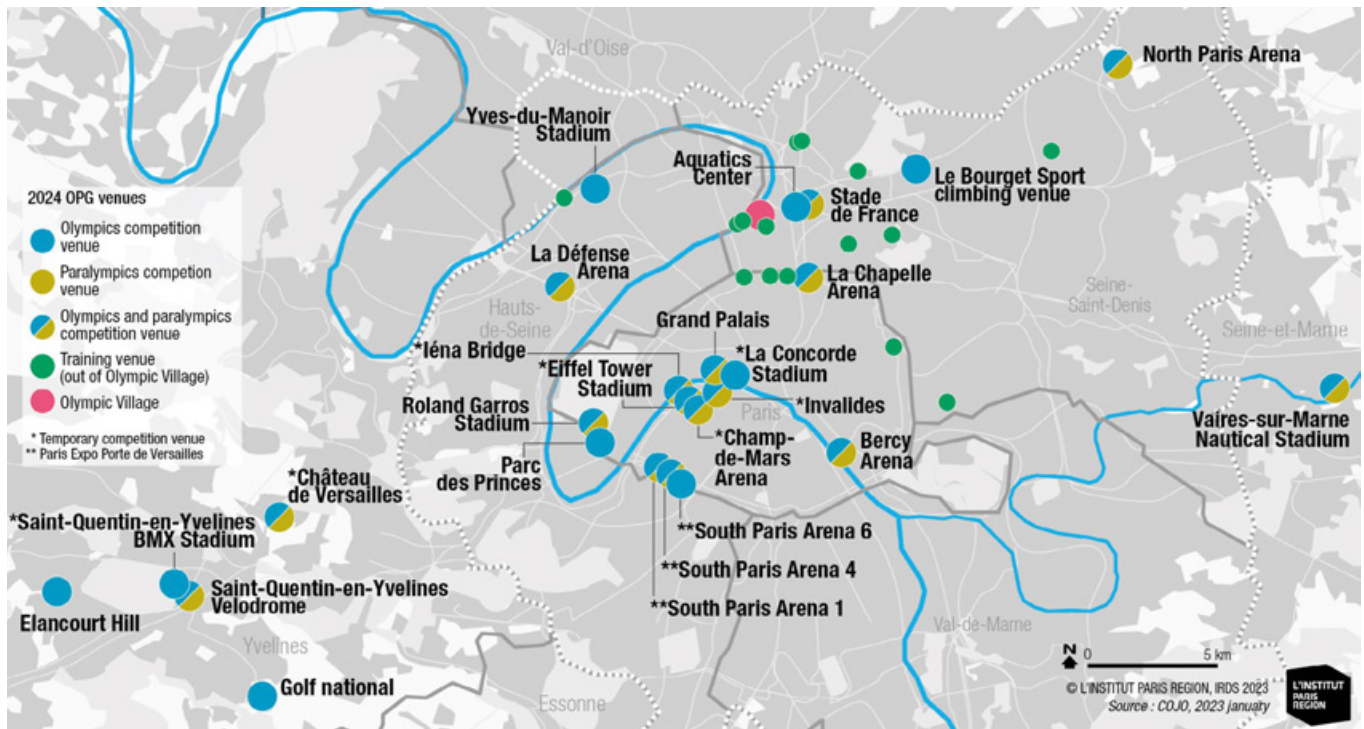 Val-d'Oise
North Paris Arena
Yves-du-Manoir
Stadium
Aquatics
Center
Le Bourget Sport
climbing venue
Stade
de France
2024 OPG venues
Olympics competition
venue
Paralympics competion
venue
Olympics and paralympics
competition venue
Training venue
(out of Olympic Village)
Olympic Village
* Temporary competition venue
** Paris Expo Porte de Versailles
La Défense
Arena
La Chapelle
Arena
Hauts-
de-Seine
Seine-
Saint-Denis
Seine-et-Marne
Grand Palais
*Iéna Bridge
*La Concorde
Stadium
*Eiffel Tower
Stadium
*Invalides
Paris
Roland Garros
Stadium
Vaires-sur-Marne
Nautical Stadium
Parc
des Princes
*Champ-
de-Mars
Arena
Bercy
Arena
*Château
de Versailles
*Saint-Quentin-en-Yvelines
BMX Stadium
**South Paris Arena 6
**South Paris Arena 4
**South Paris Arena 1
Saint-Quentin-en-Yvelines
Velodrome
Elancourt Hill
Yvelines
Val-de-Marne
Golf national
Essonne
N
0 5 km
© L'INSTITUT PARIS REGION, IRDS 2023
Source : COJO, 2023 january
L'INSTITUT
PARIS
REGION